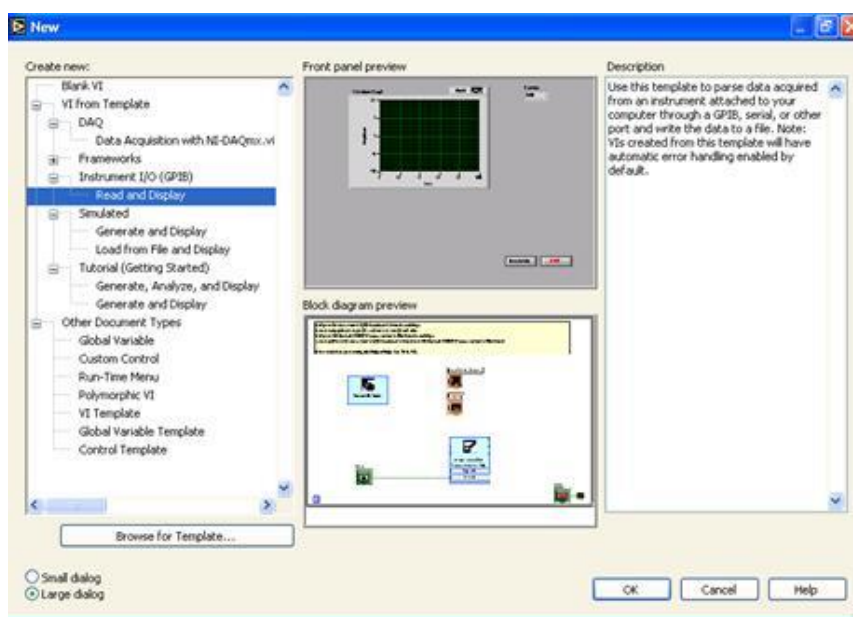 New
Create new:
Blank VI
VI from Template
DAQ
Data Acquisition with NI-DAQmx.vi
Frameworks
Instrument I/O (GPIB)
Read and Display
Simulated
Generate and Display
Load from File and Display
Tutorial (Getting Started)
Generate, Analyze, and Display
Generate and Display
Other Document Types
Global Variable
Custom Control
Run-Time Menu
Polymorphic VI
VI Template
Global Variable Template
Control Template
Browse for Template...
Small dialog
Large dialog
Front panel preview
Block diagram preview
Description
Use this template to parse data acquired
from an instrument attached to your
computer through a GPIB, serial, or other
port and write the data to a file. Note:
VIs created from this template will have
automatic error handling enabled by
default.
OK
Cancel
Help